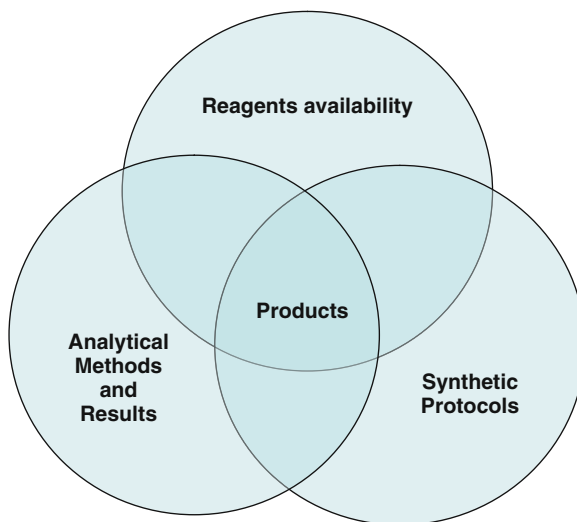 Reagents availability
Products
Analytical
Methods
and
Results
Synthetic
Protocols